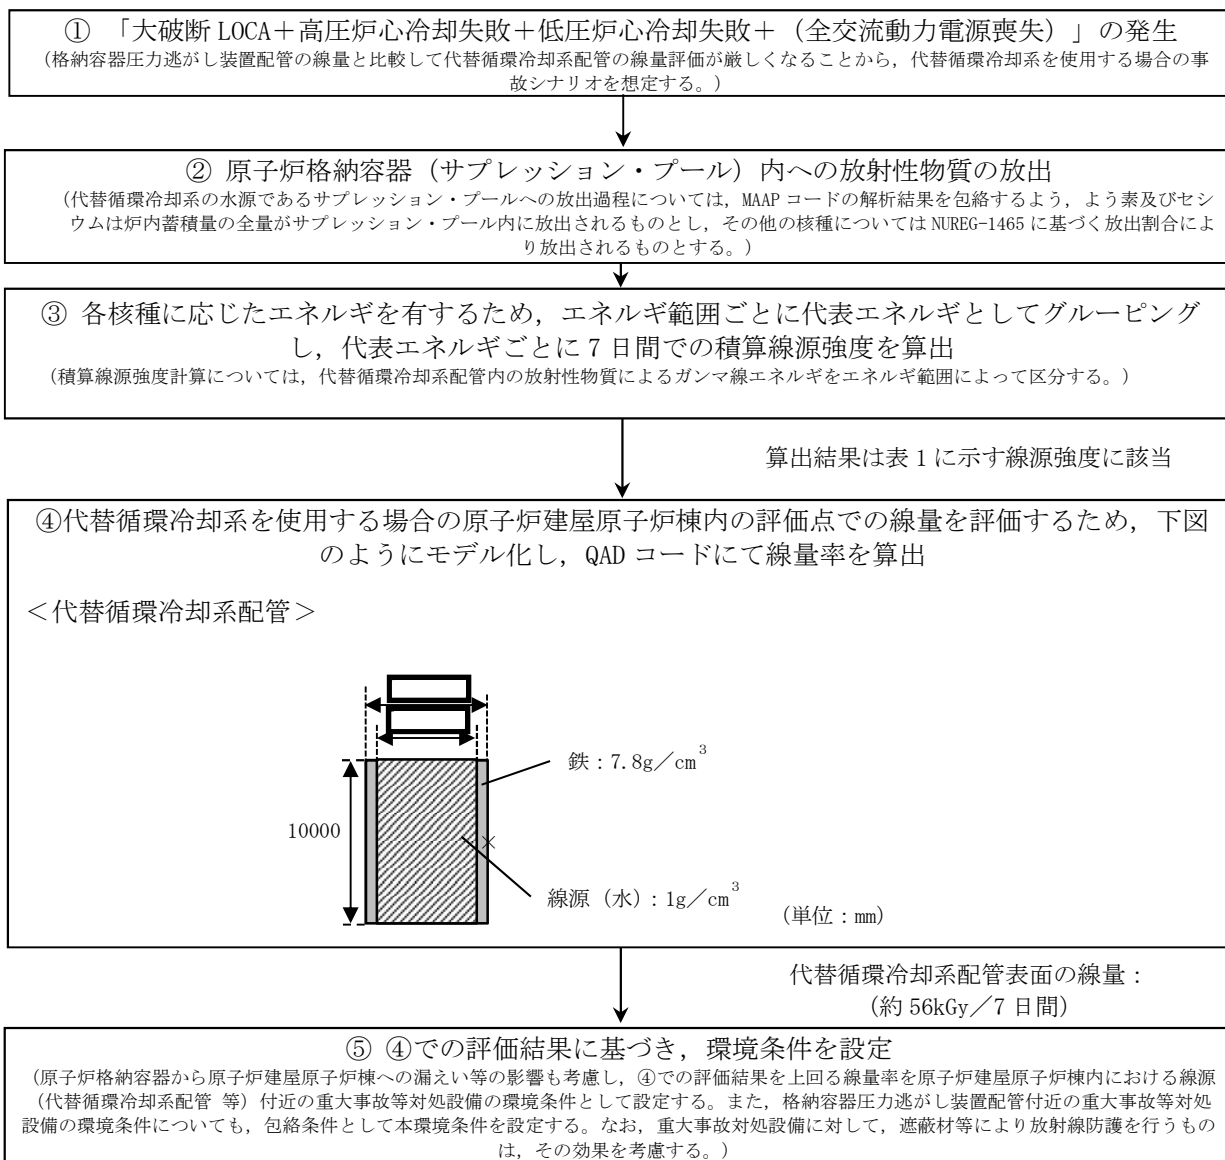 ① 「大破断 LOCA＋高圧炉心冷却失敗＋低圧炉心冷却失敗＋（全交流動力電源喪失）」の発生
（格納容器圧力逃がし装置配管の線量と比較して代替循環冷却系配管の線量評価が厳しくなることから，代替循環冷却系を使用する場合の事
故シナリオを想定する。）
② 原子炉格納容器（サプレッション・プール）内への放射性物質の放出
（代替循環冷却系の水源であるサプレッション・プールへの放出過程については，MAAP コードの解析結果を包絡するよう，よう素及びセシ
ウムは炉内蓄積量の全量がサプレッション・プール内に放出されるものとし，その他の核種については NUREG-1465 に基づく放出割合によ
り放出されるものとする。）
③ 各核種に応じたエネルギを有するため，エネルギ範囲ごとに代表エネルギとしてグルーピング
し，代表エネルギごとに 7 日間での積算線源強度を算出
（積算線源強度計算については，代替循環冷却系配管内の放射性物質によるガンマ線エネルギをエネルギ範囲によって区分する。）
算出結果は表 1 に示す線源強度に該当
④代替循環冷却系を使用する場合の原子炉建屋原子炉棟内の評価点での線量を評価するため，下図
のようにモデル化し，QAD コードにて線量率を算出
＜代替循環冷却系配管＞
鉄：7.8g／cm³
10000
線源（水）：1g／cm³
（単位：mm）
代替循環冷却系配管表面の線量：
（約 56kGy／7 日間）
⑤ ④での評価結果に基づき，環境条件を設定
（原子炉格納容器から原子炉建屋原子炉棟への漏えい等の影響も考慮し，④での評価結果を上回る線量率を原子炉建屋原子炉棟内における線源
（代替循環冷却系配管 等）付近の重大事故等対処設備の環境条件として設定する。また，格納容器圧力逃がし装置配管付近の重大事故等対処
設備の環境条件についても，包絡条件として本環境条件を設定する。なお，重大事故対処設備に対して，遮蔽材等により放射線防護を行うもの
は，その効果を考慮する。）